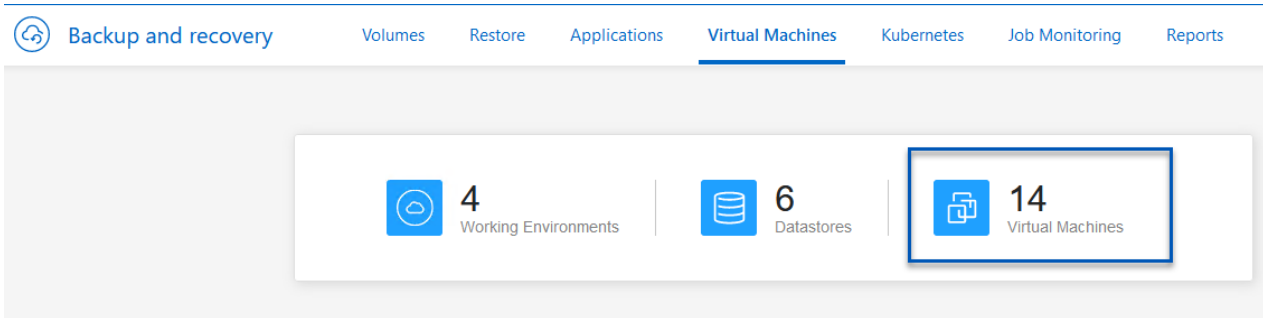 Backup and recovery Volumes Restore Applications Virtual Machines Kubernetes Job Monitoring Reports
4 6 14
Working Environments Datastores Virtual Machines